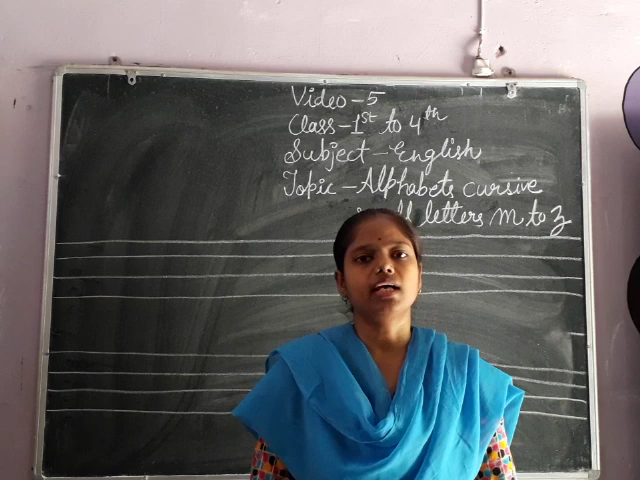 Video - 5
Class - 1st to 4th
Subject - English
Topic - Alphabets cursive
letters m to z